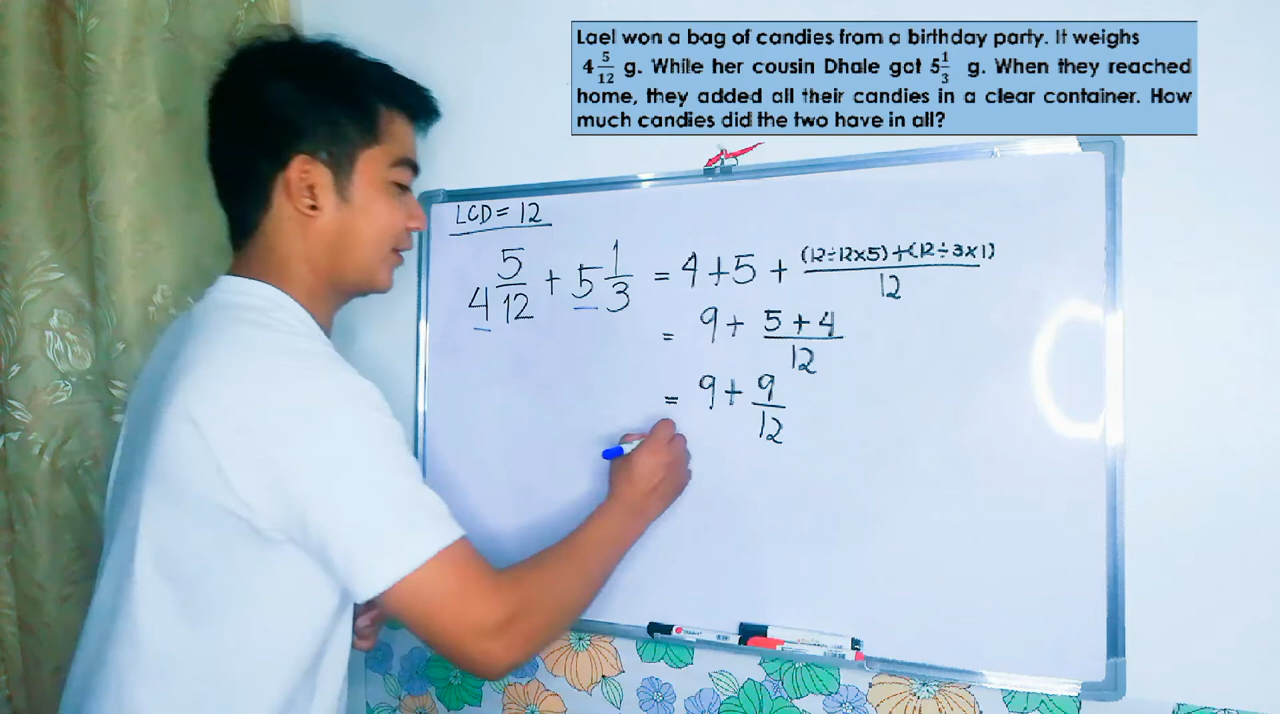 Lael won a bag of candies from a birthday party. It weighs
4 5/12 g. While her cousin Dhale got 5 1/3 g. When they reached
home, they added all their candies in a clear container. How
much candies did the two have in all?
LCD = 12
4 5/12 + 5 1/3 = 4+5+ (12÷12x5)+(12÷3x1)/12
= 9+ 5+4/12
= 9+ 9/12